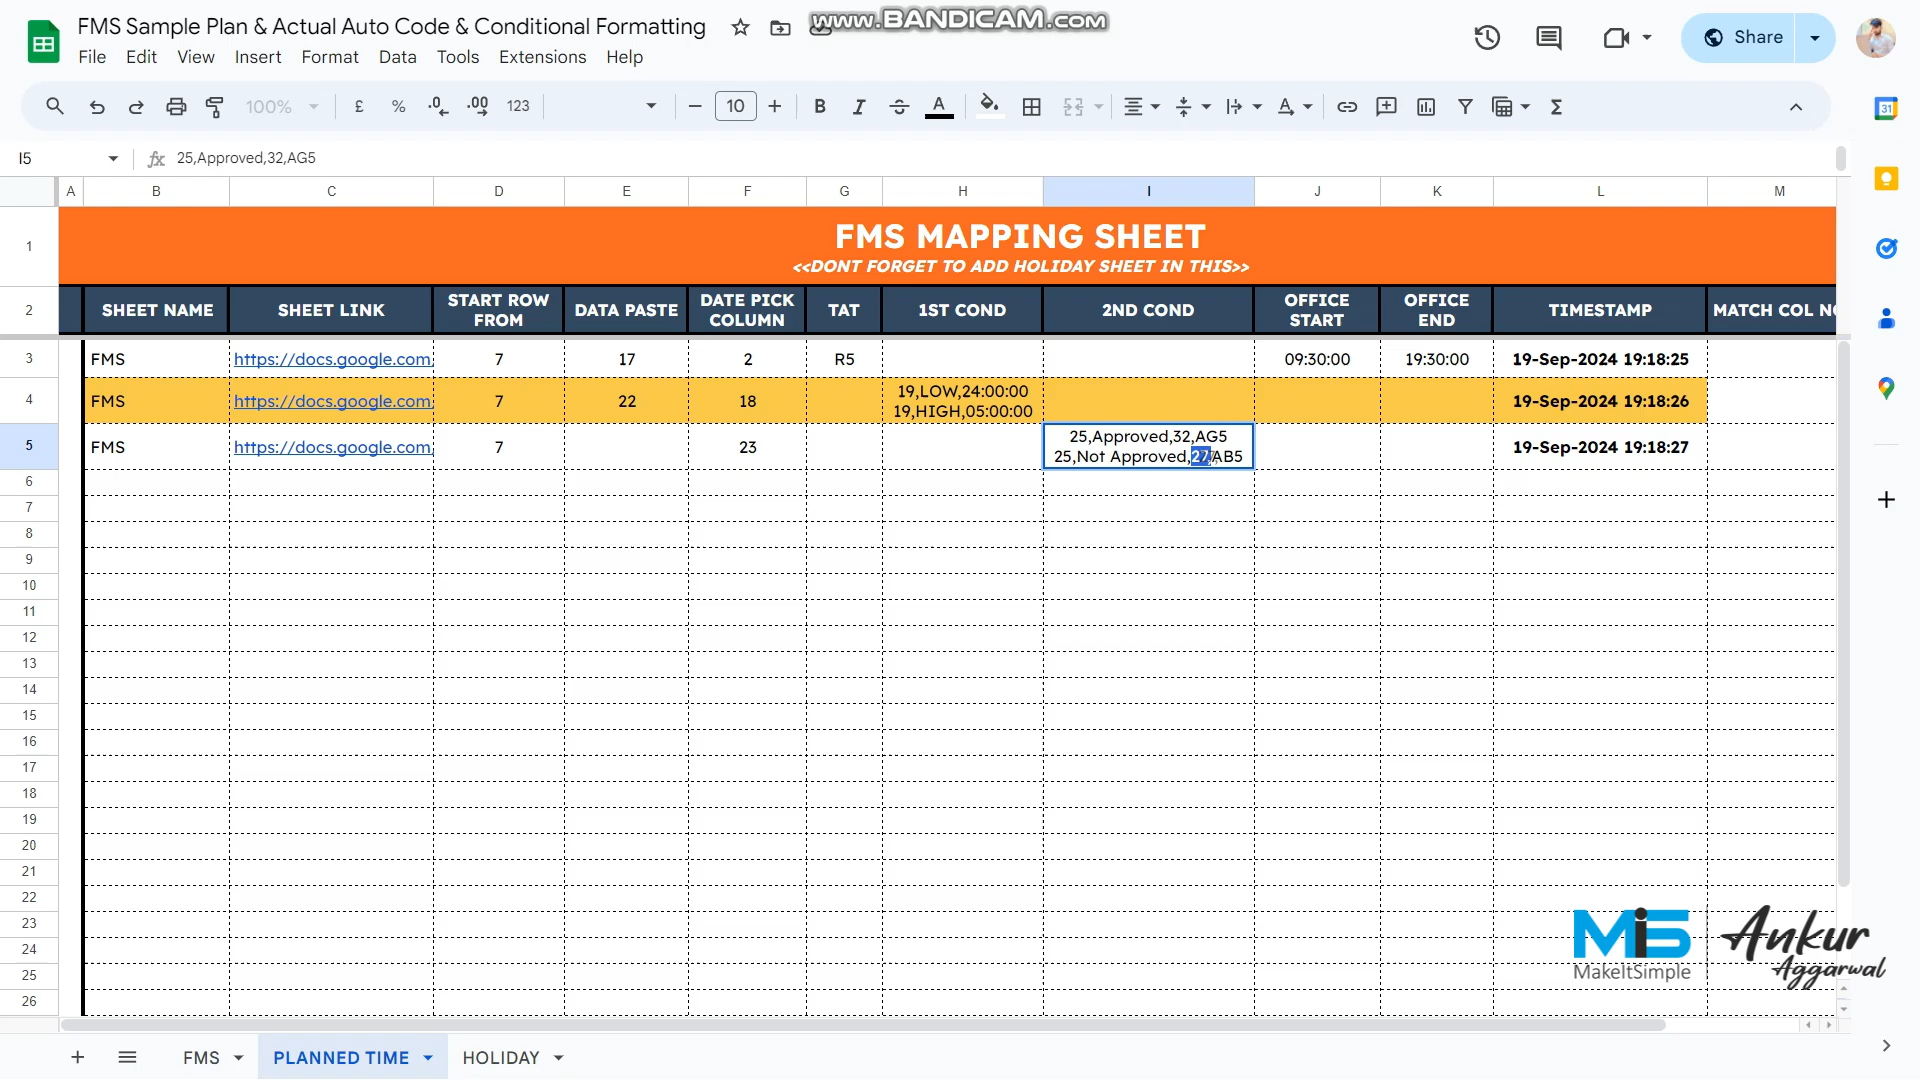 FMS Sample Plan & Actual Auto Code & Conditional Formatting
www.BANDICAM.com
File Edit View Insert Format Data Tools Extensions Help
Share
100% £ % .0 .00 123 10 B I A Σ
31
I5 fx 25,Approved,32,AG5
A B C D E F G H I J K L M
1 FMS MAPPING SHEET
<<DONT FORGET TO ADD HOLIDAY SHEET IN THIS>>
2 SHEET NAME SHEET LINK START ROW FROM DATA PASTE DATE PICK COLUMN TAT 1ST COND 2ND COND OFFICE START OFFICE END TIMESTAMP MATCH COL
3 FMS https://docs.google.com 7 17 2 R5 09:30:00 19:30:00 19-Sep-2024 19:18:25
4 FMS https://docs.google.com 7 22 18 19,LOW,24:00:00 19-Sep-2024 19:18:26
19,HIGH,05:00:00
5 FMS https://docs.google.com 7 23 25,Approved,32,AG5 19-Sep-2024 19:18:27
25,Not Approved,27,AB5
6
7
8
9
10
11
12
13
14
15
16
17
18
19
20
21
22
23
24
25
26
MiS
MakeItSimple
Ankur
Aggarwal
FMS PLANNED TIME HOLIDAY